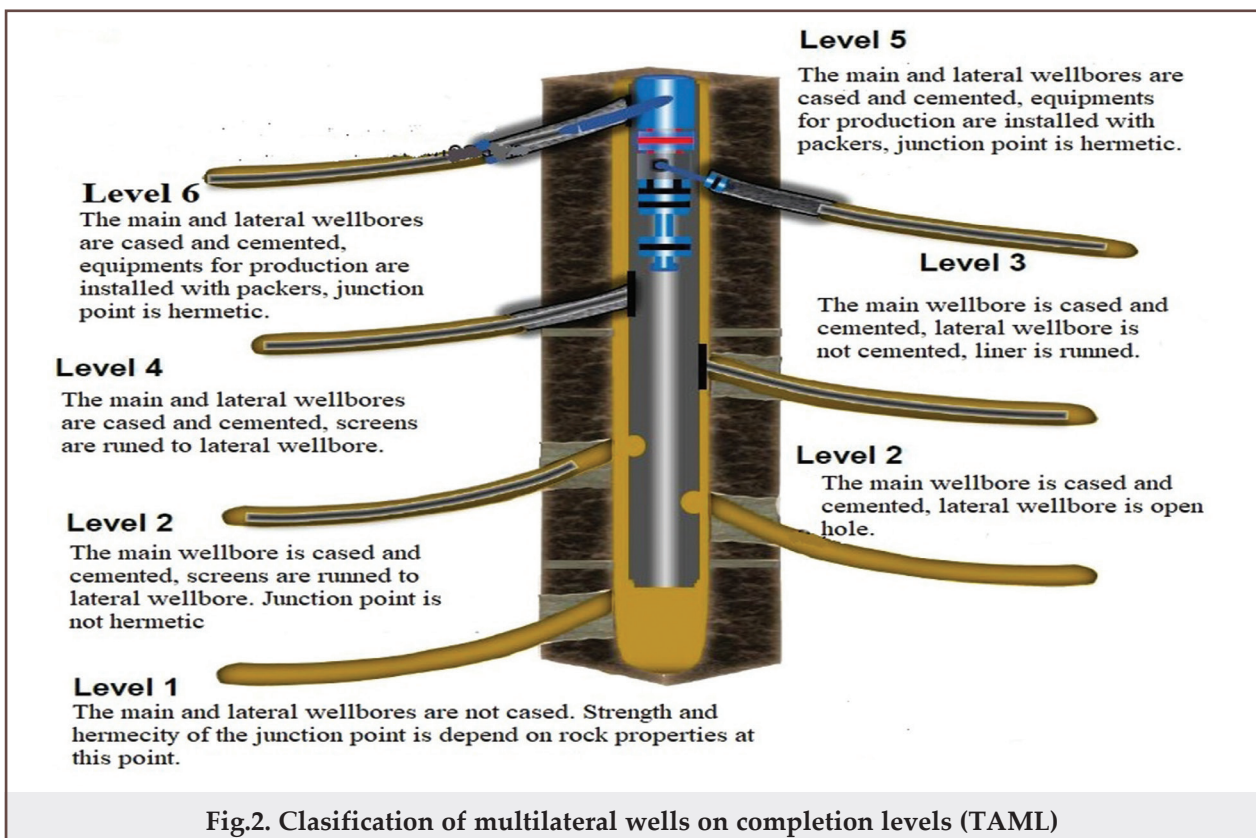 Level 5
The main and lateral wellbores are
cased and cemented, equipments
for production are installed with
packers, junction point is hermetic.
Level 6
The main and lateral wellbores
are cased and cemented,
equipments for production are
installed with packers, junction
point is hermetic.
Level 3
The main wellbore is cased and
cemented, lateral wellbore is
not cemented, liner is runned.
Level 4
The main and lateral wellbores
are cased and cemented, screens
are runed to lateral wellbore.
Level 2
The main wellbore is cased and
cemented, lateral wellbore is open
hole.
Level 2
The main wellbore is cased and
cemented, screens are runned to
lateral wellbore. Junction point is
not hermetic
Level 1
The main and lateral wellbores are not cased. Strength and
hermecity of the junction point is depend on rock properties at
this point.
Fig.2. Clasification of multilateral wells on completion levels (TAML)